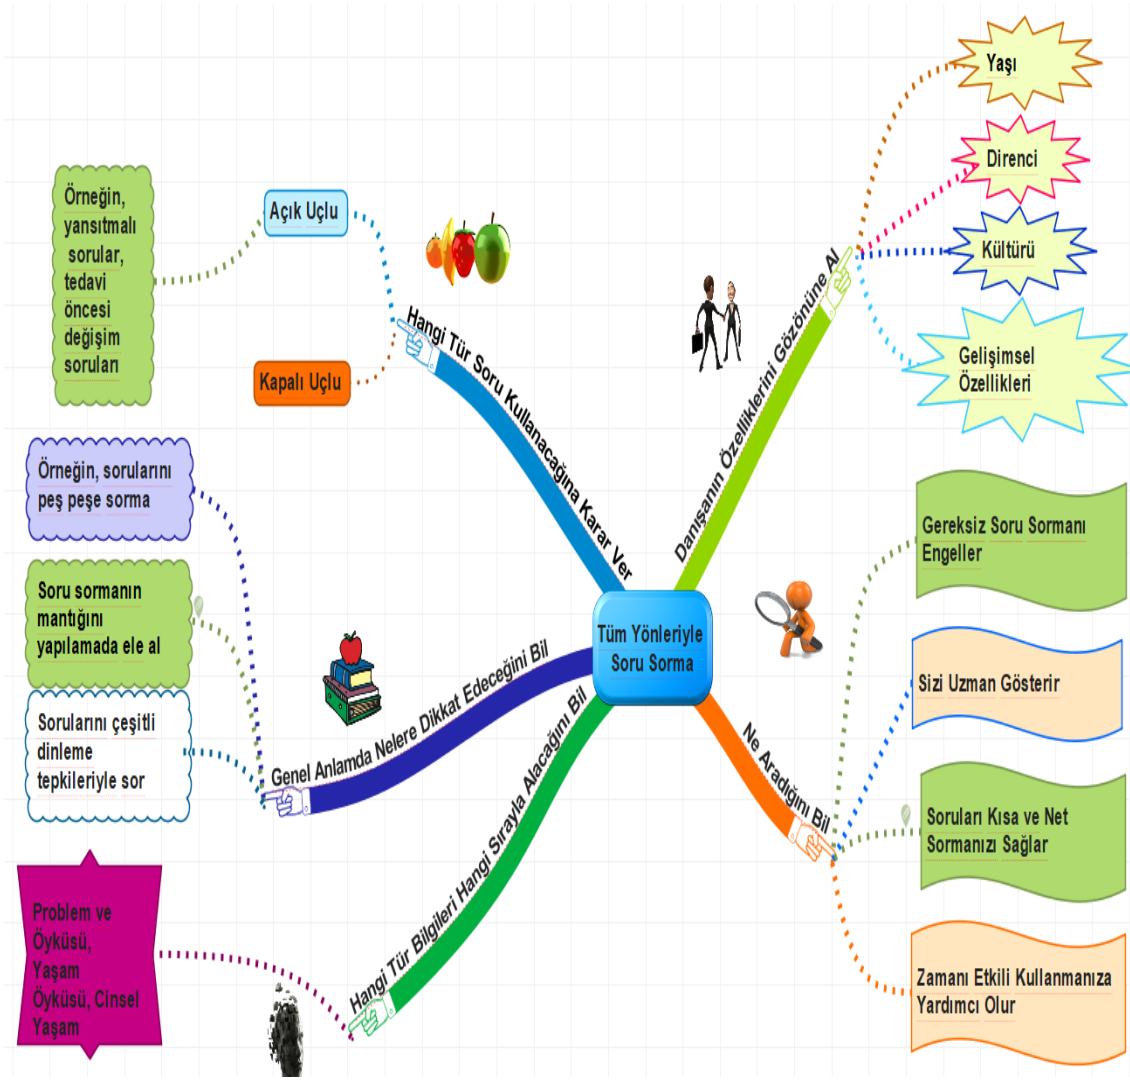 Tüm Yönleriyle
Soru Sorma
Danışanın Özelliklerini Gözönüne Al
Yaşı
Direnci
Kültürü
Gelişimsel
Özellikleri
Ne Aradığını Bil
Gereksiz Soru Sormanı
Engeller
Sizi Uzman Gösterir
Soruları Kısa ve Net
Sormanızı Sağlar
Zamanı Etkili Kullanmanıza
Yardımcı Olur
Hangi Tür Bilgileri Hangi Sırayla Alacağını Bil
Problem ve
Öyküsü,
Yaşam
Öyküsü, Cinsel
Yaşam
Genel Anlamda Nelere Dikkat Edeceğini Bil
Örneğin, sorularını
peş peşe sorma
Soru sormanın
mantığını
yapılamada ele al
Sorularını çeşitli
dinleme
tepkileriyle sor
Hangi Tür Soru Kullanacağına Karar Ver
Açık Uçlu
Örneğin,
yansıtmalı
sorular,
tedavi
öncesi
değişim
soruları
Kapalı Uçlu